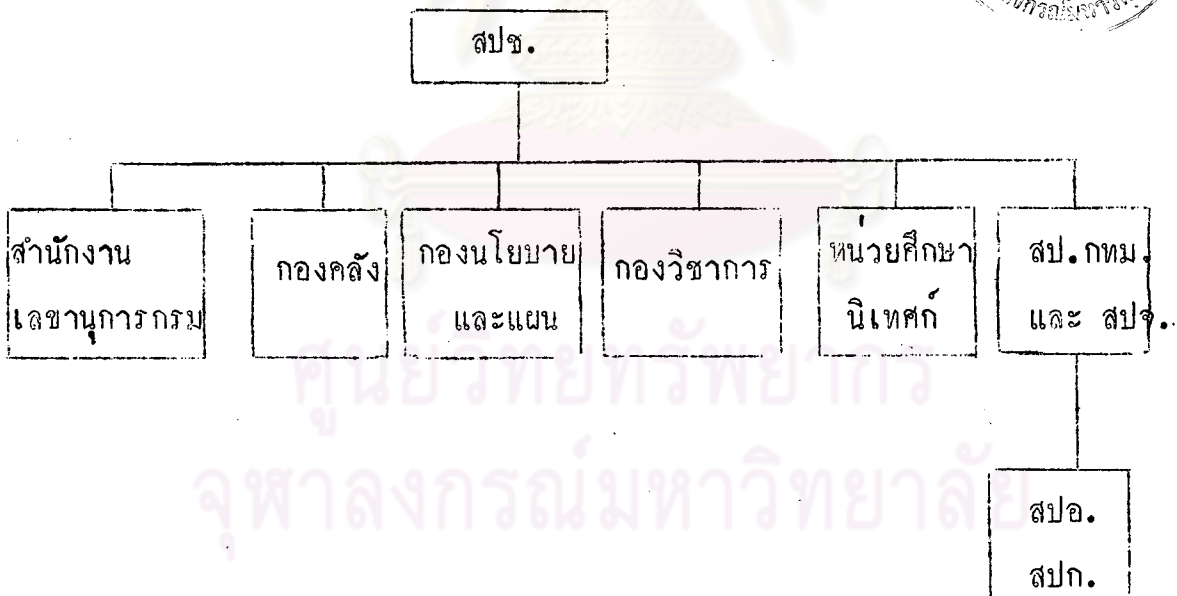 สปช.
สำนักงาน
เลขานุการกรม
กองคลัง
กองนโยบาย
และแผน
กองวิชาการ
หน่วยศึกษา
นิเทศก์
สป.กทม.
และ สปจ.
สปอ.
สปก.
ศูนย์วิทยทรัพยากร
จุฬาลงกรณ์มหาวิทยาลัย